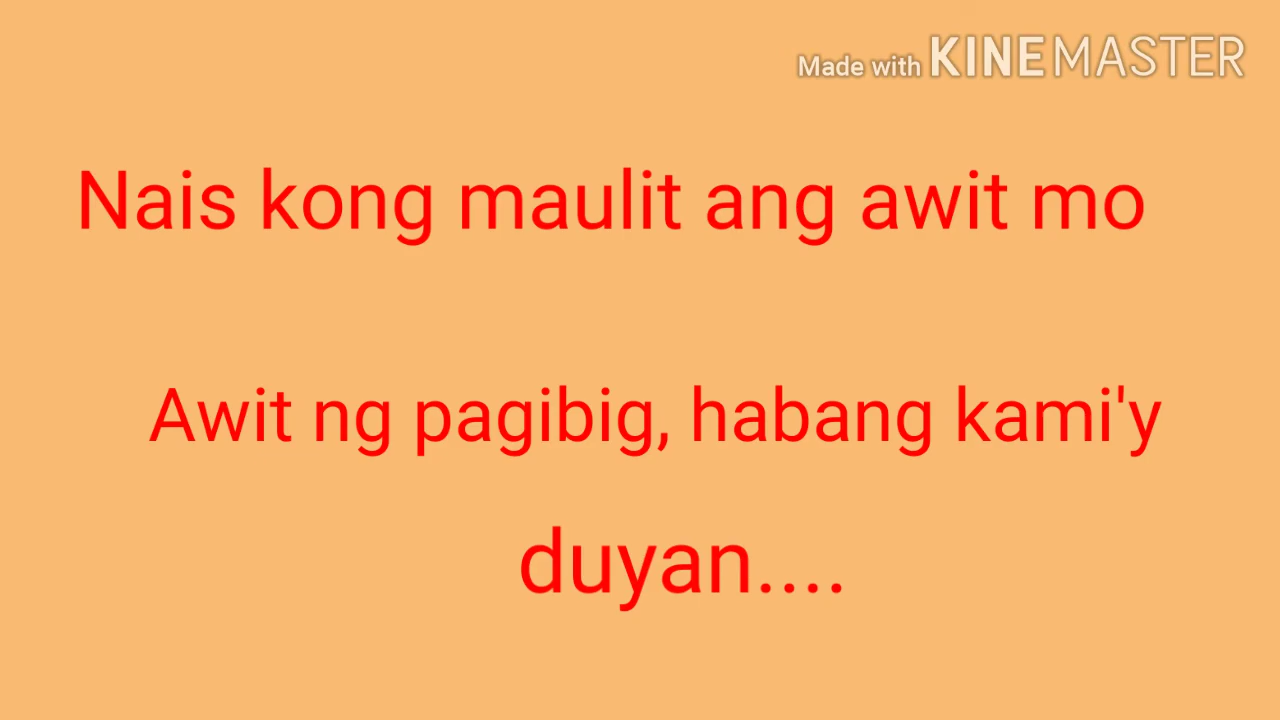 Made with KINEMASTER
Nais kong maulit ang awit mo
Awit ng pagibig, habang kami'y
duyan....